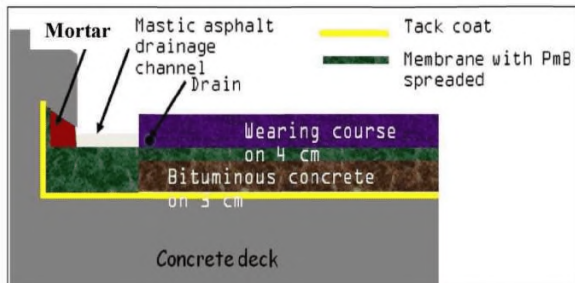 Mortar
Mastic asphalt
drainage
channel
Drain
Tack coat
Membrane with PmB
spreaded
Wearing course
on 4 cm
Bituminous concrete
on 3 cm
Concrete deck